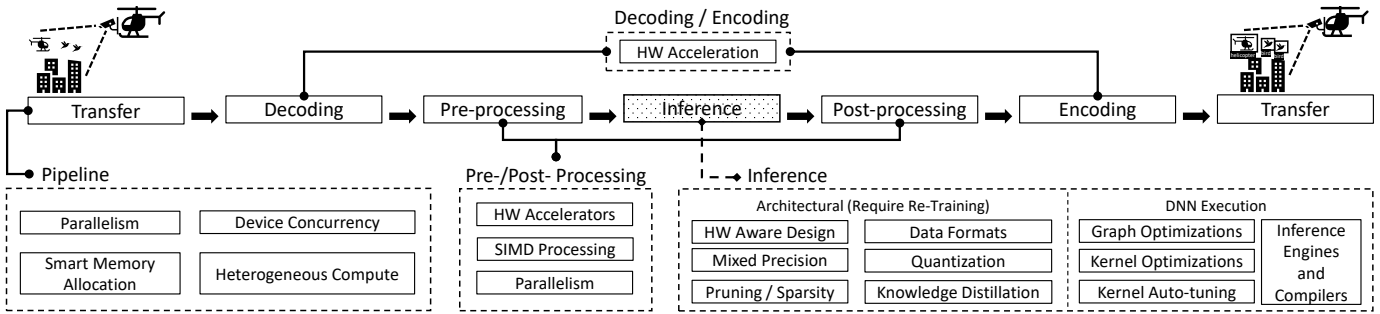 Decoding / Encoding
HW Acceleration
Transfer
Decoding
Pre-processing
Inference
Post-processing
Encoding
Transfer
Pipeline
Parallelism
Device Concurrency
Smart Memory
Allocation
Heterogeneous Compute
Pre-/Post- Processing
HW Accelerators
SIMD Processing
Parallelism
Inference
Architectural (Require Re-Training)
HW Aware Design
Data Formats
Mixed Precision
Quantization
Pruning / Sparsity
Knowledge Distillation
DNN Execution
Graph Optimizations
Kernel Optimizations
Kernel Auto-tuning
Inference
Engines
and
Compilers